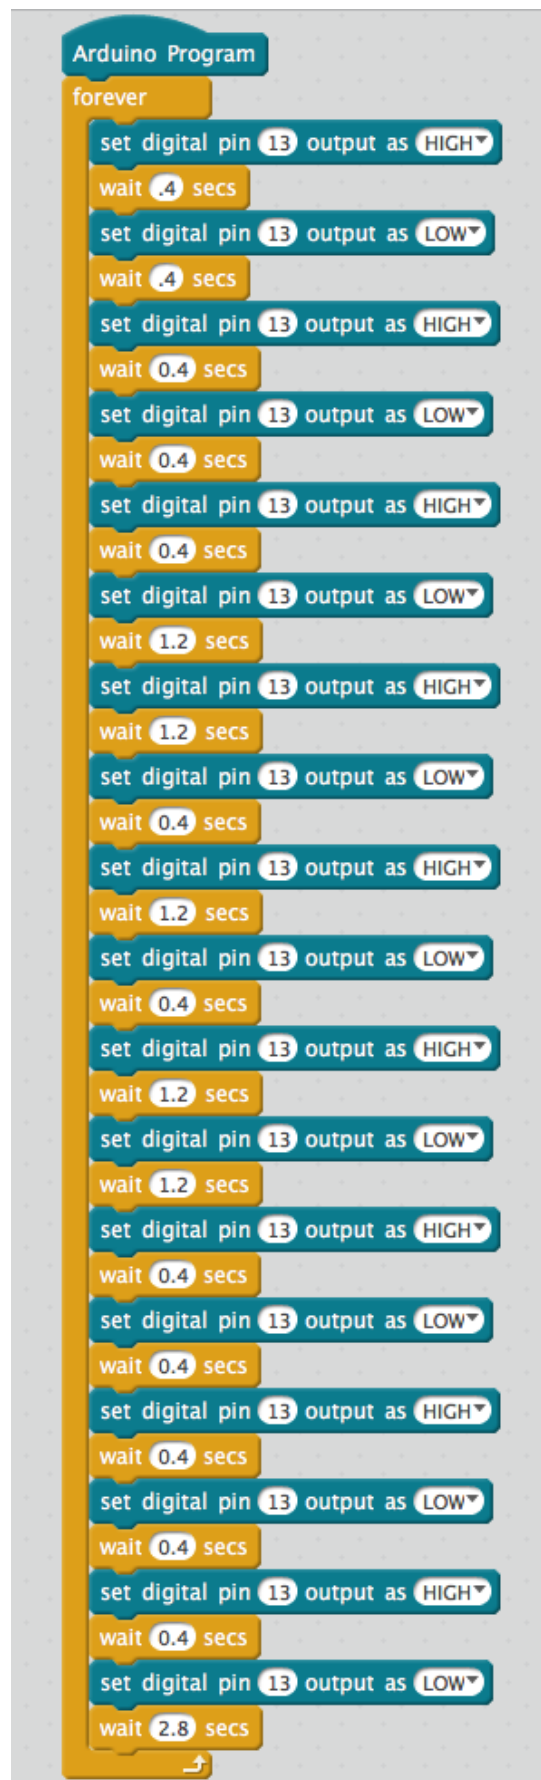 Arduino Program
forever
set digital pin 13 output as HIGH
wait .4 secs
set digital pin 13 output as LOW
wait .4 secs
set digital pin 13 output as HIGH
wait 0.4 secs
set digital pin 13 output as LOW
wait 0.4 secs
set digital pin 13 output as HIGH
wait 0.4 secs
set digital pin 13 output as LOW
wait 1.2 secs
set digital pin 13 output as HIGH
wait 1.2 secs
set digital pin 13 output as LOW
wait 0.4 secs
set digital pin 13 output as HIGH
wait 1.2 secs
set digital pin 13 output as LOW
wait 0.4 secs
set digital pin 13 output as HIGH
wait 1.2 secs
set digital pin 13 output as LOW
wait 1.2 secs
set digital pin 13 output as HIGH
wait 0.4 secs
set digital pin 13 output as LOW
wait 0.4 secs
set digital pin 13 output as HIGH
wait 0.4 secs
set digital pin 13 output as LOW
wait 0.4 secs
set digital pin 13 output as HIGH
wait 0.4 secs
set digital pin 13 output as LOW
wait 2.8 secs